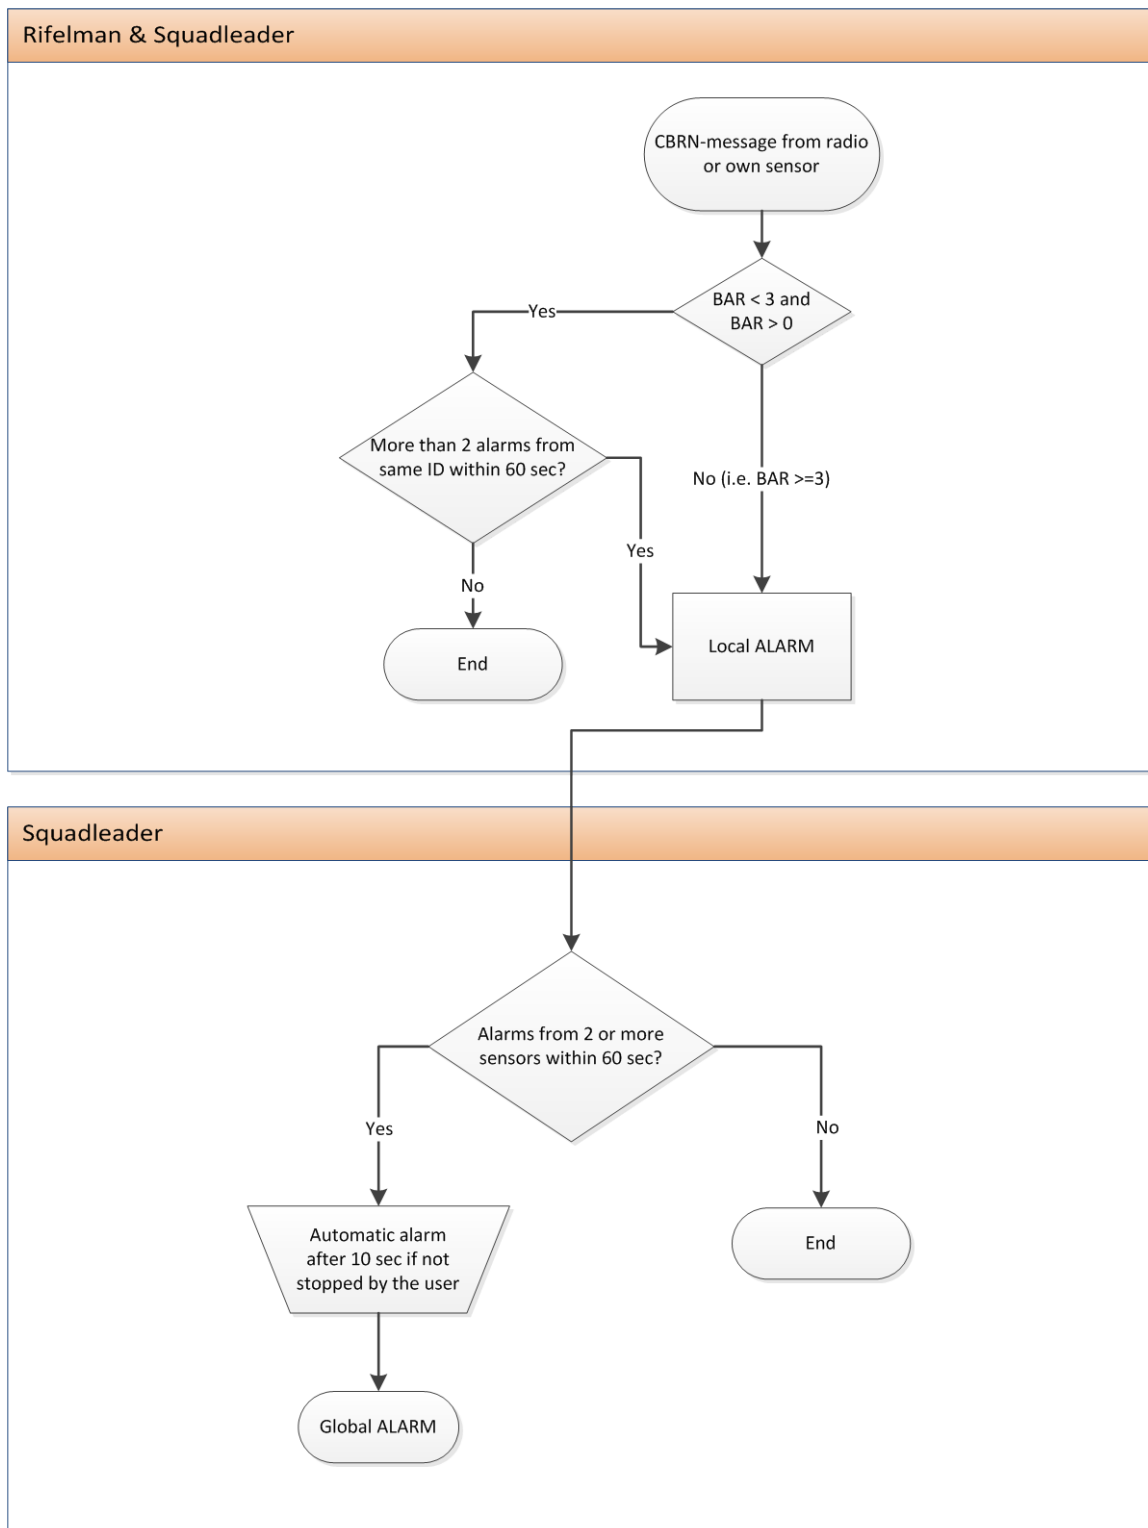 Rifelman & Squadleader
CBRN-message from radio
or own sensor
BAR < 3 and
BAR > 0
Yes
More than 2 alarms from
same ID within 60 sec?
No (i.e. BAR >=3)
Yes
No
Local ALARM
End
Squadleader
Alarms from 2 or more
sensors within 60 sec?
Yes
No
Automatic alarm
after 10 sec if not
stopped by the user
End
Global ALARM